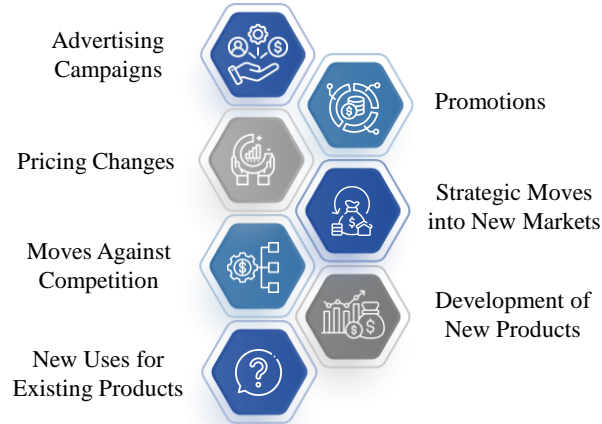 Advertising
Campaigns
Promotions
Pricing Changes
Strategic Moves
into New Markets
Moves Against
Competition
Development of
New Products
New Uses for
Existing Products